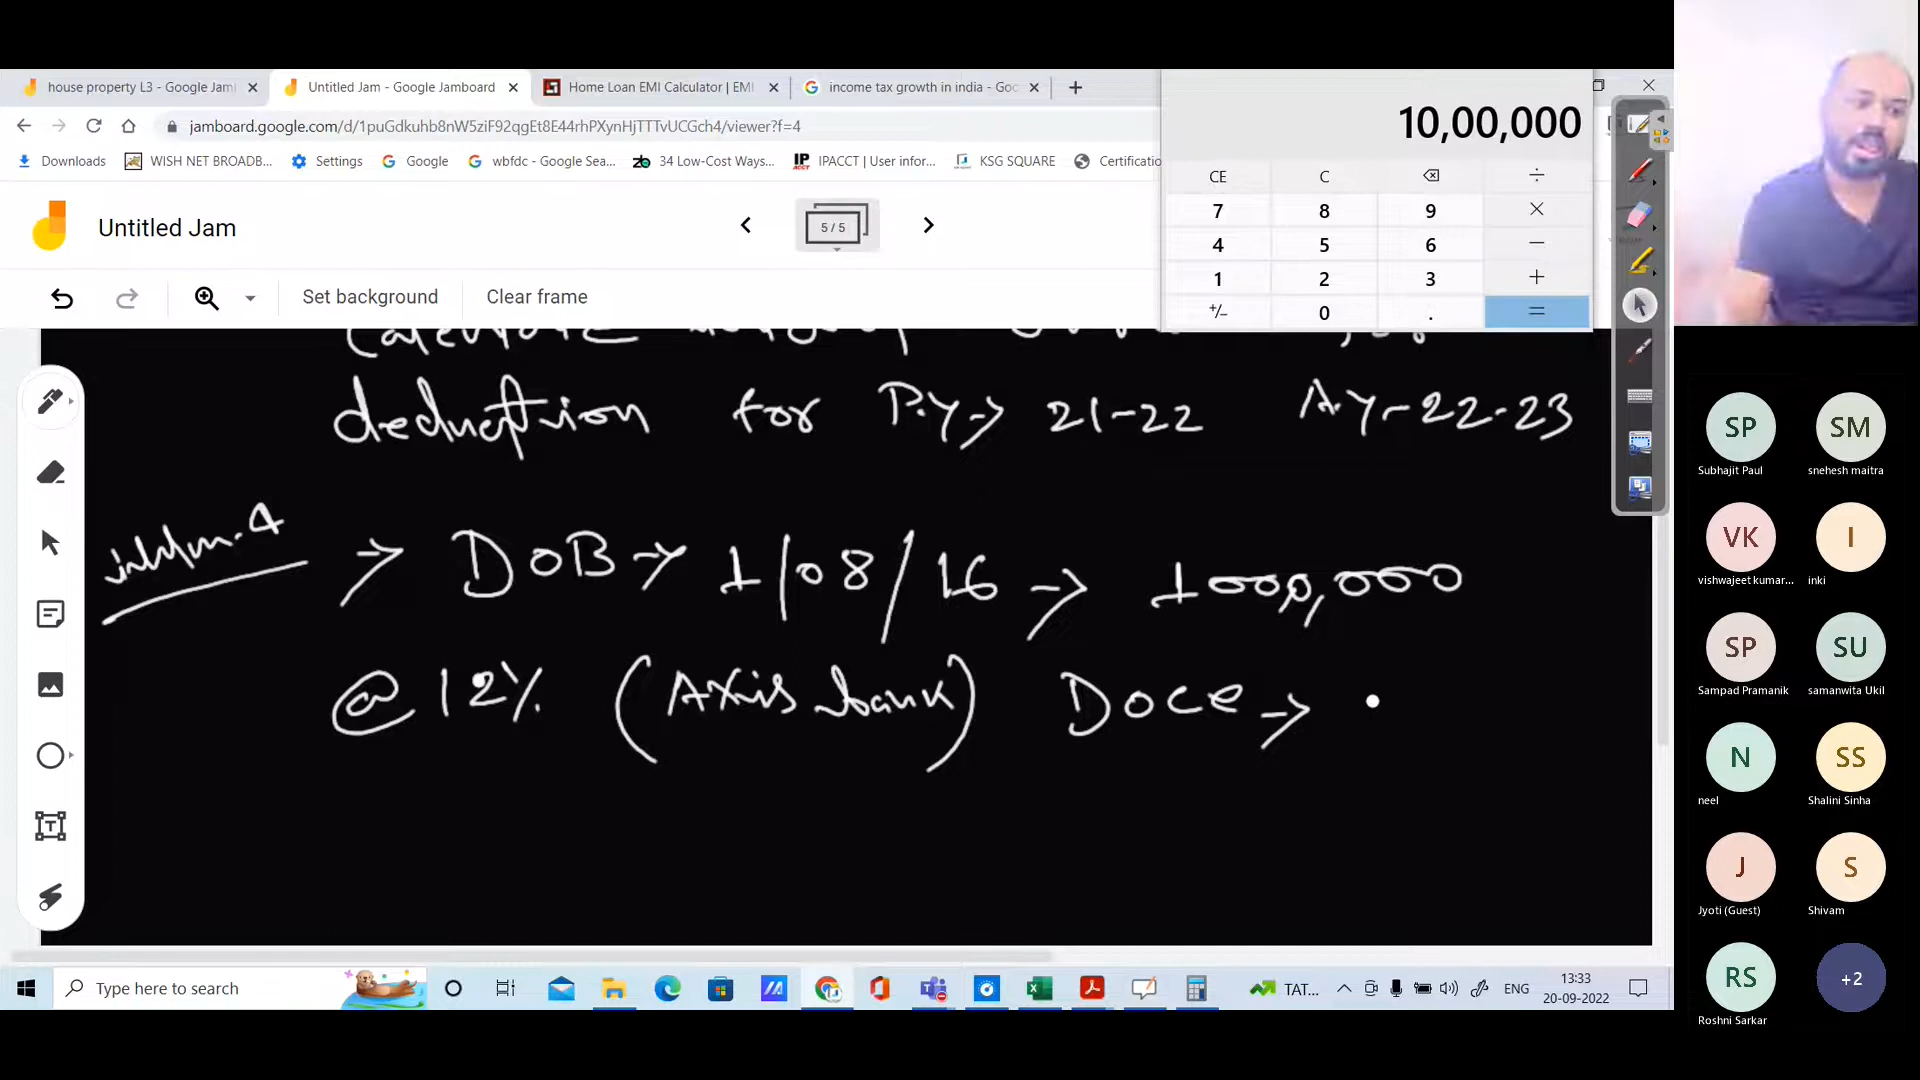 house property L3 - Google Jam
Untitled Jam - Google Jamboard
Home Loan EMI Calculator | EMI
income tax growth in india - Goo
jamboard.google.com/d/1puGdkuhb8nW5ziF92qgEt8E44rhPXynHjTTTvUCGch4/viewer?f=4
Downloads
WISH NET BROADB...
Settings
Google
wbfdc - Google Sea...
34 Low-Cost Ways...
IPACCT | User infor...
KSG SQUARE
Certificatio
10,00,000
CE C ⌫ ÷
7 8 9 ×
4 5 6 −
1 2 3 +
+/- 0 . =
Untitled Jam
5 / 5
Set background
Clear frame
deduction for P.Y→ 21-22 A.Y-22-23
→ DOB → 1/08/16 → 1000,000
@ 12% (Axis bank) DOCE →
SP
Subhajit Paul
SM
snehesh maitra
VK
vishwajeet kumar...
I
inki
SP
Sampad Pramanik
SU
samanwita Ukil
N
neel
SS
Shalini Sinha
J
Jyoti (Guest)
S
Shivam
RS
Roshni Sarkar
+2
Type here to search
TAT...
ENG
13:33
20-09-2022